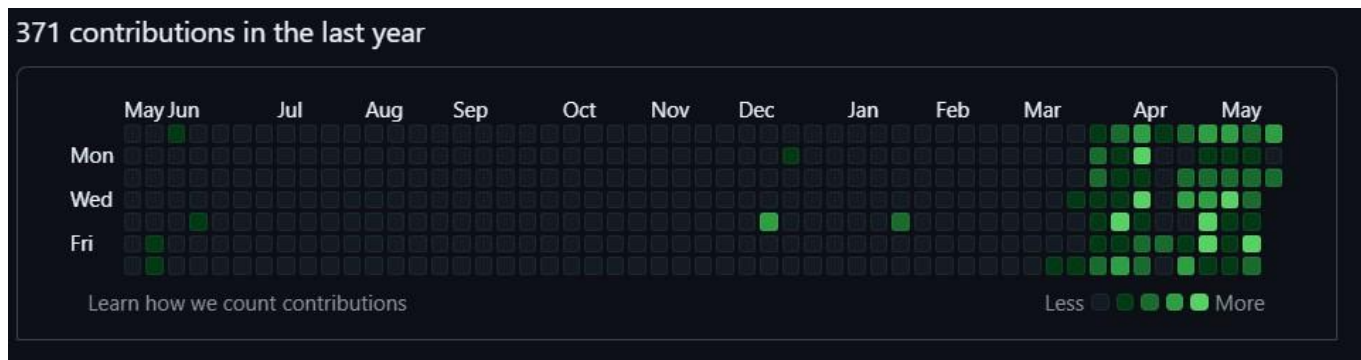 371 contributions in the last year
May Jun Jul Aug Sep Oct Nov Dec Jan Feb Mar Apr May
Mon
Wed
Fri
Learn how we count contributions
Less More